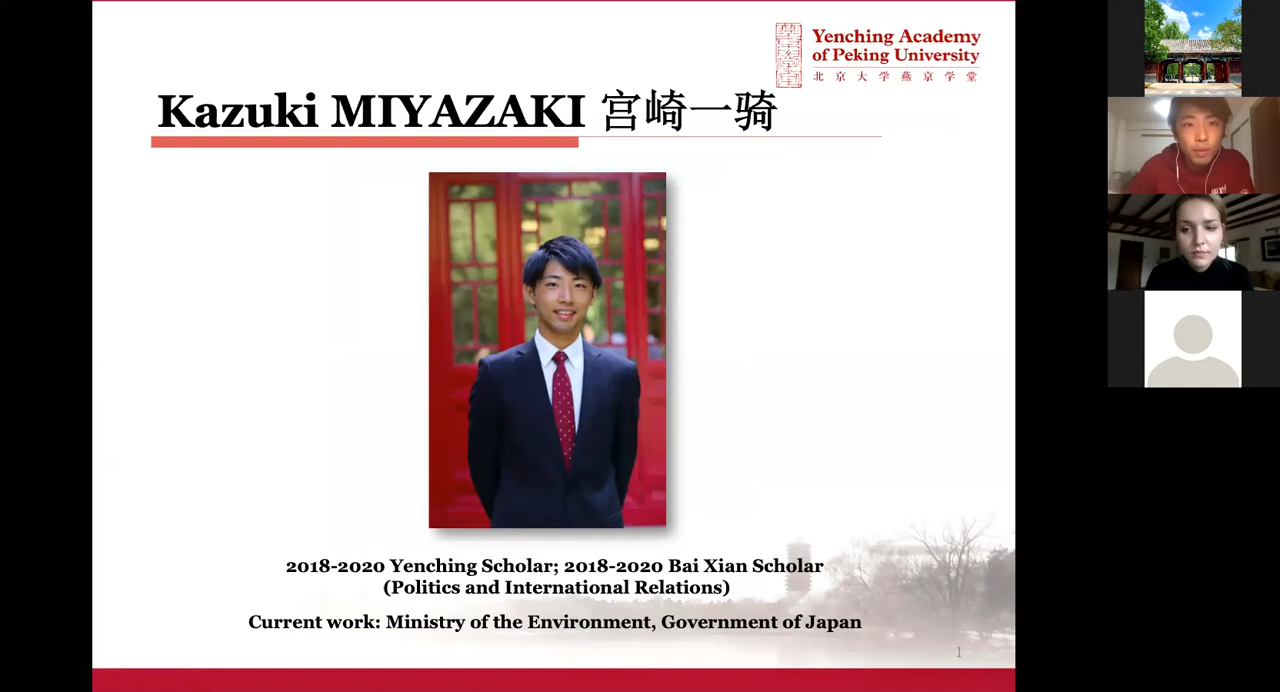 Yenching Academy
of Peking University
北京大学燕京学堂
Kazuki MIYAZAKI 宫崎一骑
2018-2020 Yenching Scholar; 2018-2020 Bai Xian Scholar
(Politics and International Relations)
Current work: Ministry of the Environment, Government of Japan
1